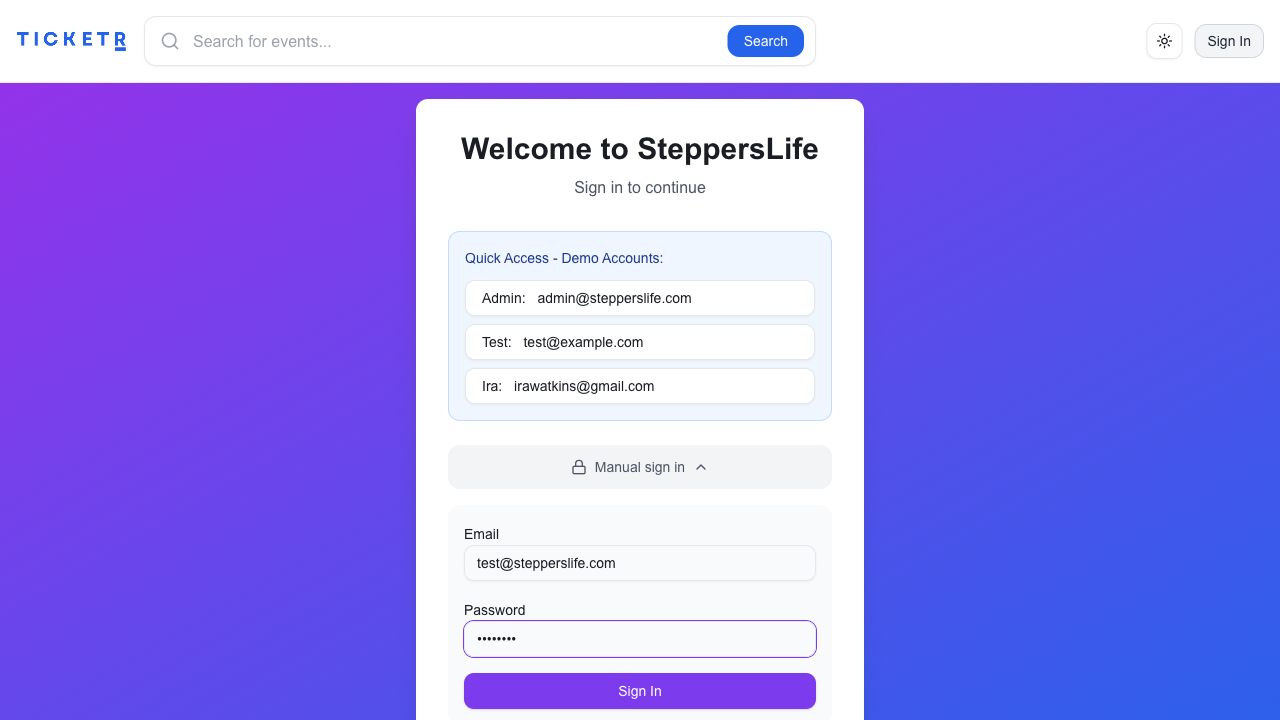 TICKETR
Search for events...
Search
Sign In
Welcome to SteppersLife
Sign in to continue
Quick Access - Demo Accounts:
Admin: admin@stepperslife.com
Test: test@example.com
Ira: irawatkins@gmail.com
Manual sign in
Email
test@stepperslife.com
Password
••••••••
Sign In